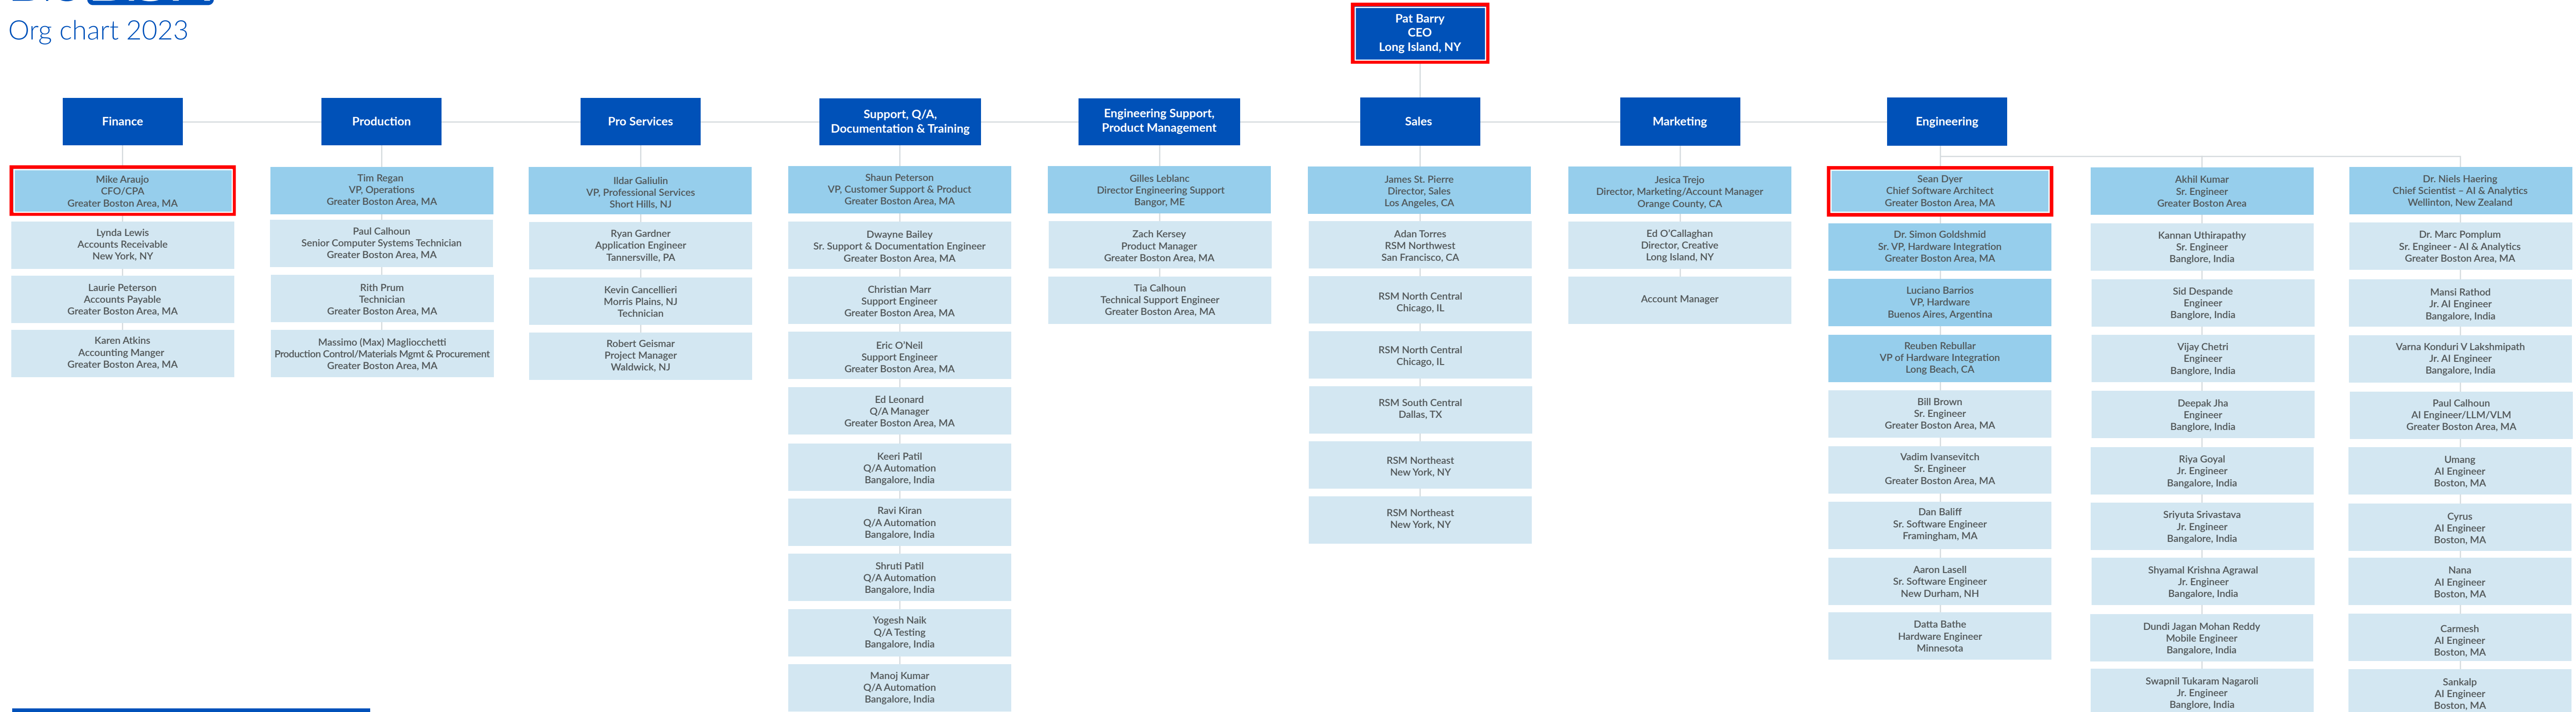 Org chart 2023
Pat Barry
CEO
Long Island, NY
Finance
Mike Araujo
CFO/CPA
Greater Boston Area, MA
Lynda Lewis
Accounts Receivable
New York, NY
Laurie Peterson
Accounts Payable
Greater Boston Area, MA
Karen Atkins
Accounting Manger
Greater Boston Area, MA
Production
Tim Regan
VP, Operations
Greater Boston Area, MA
Paul Calhoun
Senior Computer Systems Technician
Greater Boston Area, MA
Rith Prum
Technician
Greater Boston Area, MA
Massimo (Max) Magliocchetti
Production Control/Materials Mgmt & Procurement
Greater Boston Area, MA
Pro Services
Ildar Galiulin
VP, Professional Services
Short Hills, NJ
Ryan Gardner
Application Engineer
Tannersville, PA
Kevin Cancellieri
Morris Plains, NJ
Technician
Robert Geismar
Project Manager
Waldwick, NJ
Support, Q/A,
Documentation & Training
Shaun Peterson
VP, Customer Support & Product
Greater Boston Area, MA
Dwayne Bailey
Sr. Support & Documentation Engineer
Greater Boston Area, MA
Christian Marr
Support Engineer
Greater Boston Area, MA
Eric O'Neil
Support Engineer
Greater Boston Area, MA
Ed Leonard
Q/A Manager
Greater Boston Area, MA
Keeri Patil
Q/A Automation
Bangalore, India
Ravi Kiran
Q/A Automation
Bangalore, India
Shruti Patil
Q/A Automation
Bangalore, India
Yogesh Naik
Q/A Testing
Bangalore, India
Manoj Kumar
Q/A Automation
Bangalore, India
Engineering Support,
Product Management
Gilles Leblanc
Director Engineering Support
Bangor, ME
Zach Kersey
Product Manager
Greater Boston Area, MA
Tia Calhoun
Technical Support Engineer
Greater Boston Area, MA
Sales
James St. Pierre
Director, Sales
Los Angeles, CA
Adan Torres
RSM Northwest
San Francisco, CA
RSM North Central
Chicago, IL
RSM North Central
Chicago, IL
RSM South Central
Dallas, TX
RSM Northeast
New York, NY
RSM Northeast
New York, NY
Marketing
Jesica Trejo
Director, Marketing/Account Manager
Orange County, CA
Ed O'Callaghan
Director, Creative
Long Island, NY
Account Manager
Engineering
Sean Dyer
Chief Software Architect
Greater Boston Area, MA
Dr. Simon Goldshmid
Sr. VP, Hardware Integration
Greater Boston Area, MA
Luciano Barrios
VP, Hardware
Buenos Aires, Argentina
Reuben Rebullar
VP of Hardware Integration
Long Beach, CA
Bill Brown
Sr. Engineer
Greater Boston Area, MA
Vadim Ivansevitch
Sr. Engineer
Greater Boston Area, MA
Dan Baliff
Sr. Software Engineer
Framingham, MA
Aaron Lasell
Sr. Software Engineer
New Durham, NH
Datta Bathe
Hardware Engineer
Minnesota
Akhil Kumar
Sr. Engineer
Greater Boston Area
Kannan Uthirapathy
Sr. Engineer
Banglore, India
Sid Despande
Engineer
Banglore, India
Vijay Chetri
Engineer
Banglore, India
Deepak Jha
Engineer
Banglore, India
Riya Goyal
Jr. Engineer
Bangalore, India
Sriyuta Srivastava
Jr. Engineer
Bangalore, India
Shyamal Krishna Agrawal
Jr. Engineer
Bangalore, India
Dundi Jagan Mohan Reddy
Mobile Engineer
Bangalore, India
Swapnil Tukaram Nagaroli
Jr. Engineer
Banglore, India
Dr. Niels Haering
Chief Scientist – AI & Analytics
Wellinton, New Zealand
Dr. Marc Pomplum
Sr. Engineer - AI & Analytics
Greater Boston Area, MA
Mansi Rathod
Jr. AI Engineer
Bangalore, India
Varna Konduri V Lakshmipath
Jr. AI Engineer
Bangalore, India
Paul Calhoun
AI Engineer/LLM/VLM
Greater Boston Area, MA
Umang
AI Engineer
Boston, MA
Cyrus
AI Engineer
Boston, MA
Nana
AI Engineer
Boston, MA
Carmesh
AI Engineer
Boston, MA
Sankalp
AI Engineer
Boston, MA